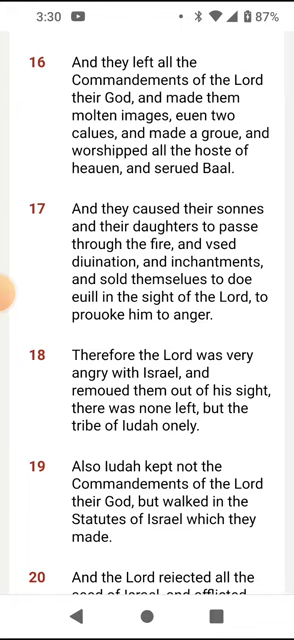 3:30
87%
16 And they left all the
Commandements of the Lord
their God, and made them
molten images, euen two
calues, and made a groue, and
worshipped all the hoste of
heauen, and serued Baal.
17 And they caused their sonnes
and their daughters to passe
through the fire, and vsed
diuination, and inchantments,
and sold themselues to doe
euill in the sight of the Lord, to
prouoke him to anger.
18 Therefore the Lord was very
angry with Israel, and
remoued them out of his sight,
there was none left, but the
tribe of Iudah onely.
19 Also Iudah kept not the
Commandements of the Lord
their God, but walked in the
Statutes of Israel which they
made.
20 And the Lord reiected all the
seed of Israel, and afflicted